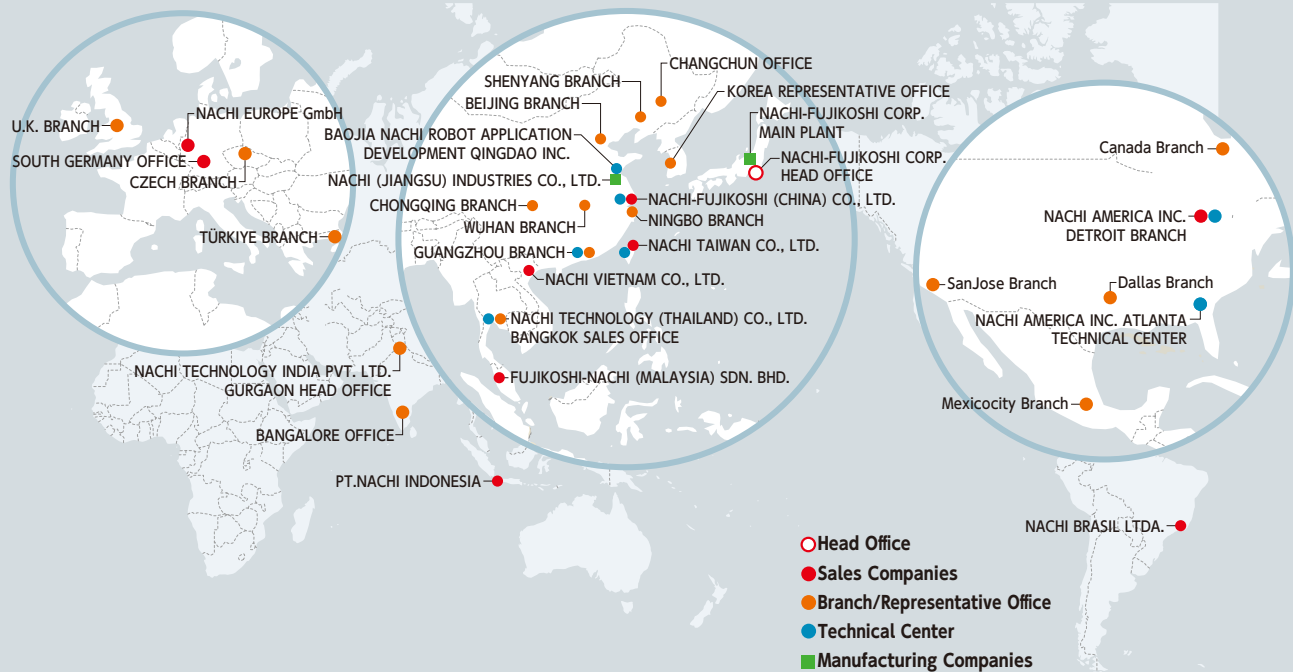 NACHI EUROPE GmbH
U.K. BRANCH
SOUTH GERMANY OFFICE
CZECH BRANCH
TÜRKIYE BRANCH
CHANGCHUN OFFICE
SHENYANG BRANCH
KOREA REPRESENTATIVE OFFICE
BEIJING BRANCH
NACHI-FUJIKOSHI CORP.
MAIN PLANT
BAOJIA NACHI ROBOT APPLICATION
DEVELOPMENT QINGDAO INC.
NACHI-FUJIKOSHI CORP.
HEAD OFFICE
NACHI (JIANGSU) INDUSTRIES CO., LTD.
NACHI-FUJIKOSHI (CHINA) CO., LTD.
CHONGQING BRANCH
NINGBO BRANCH
WUHAN BRANCH
NACHI TAIWAN CO., LTD.
GUANGZHOU BRANCH
NACHI VIETNAM CO., LTD.
NACHI TECHNOLOGY (THAILAND) CO., LTD.
BANGKOK SALES OFFICE
NACHI TECHNOLOGY INDIA PVT. LTD.
GURGAON HEAD OFFICE
FUJIKOSHI-NACHI (MALAYSIA) SDN. BHD.
BANGALORE OFFICE
PT.NACHI INDONESIA
Canada Branch
NACHI AMERICA INC.
DETROIT BRANCH
SanJose Branch
Dallas Branch
NACHI AMERICA INC. ATLANTA
TECHNICAL CENTER
Mexicocity Branch
NACHI BRASIL LTDA.
Head Office
Sales Companies
Branch/Representative Office
Technical Center
Manufacturing Companies